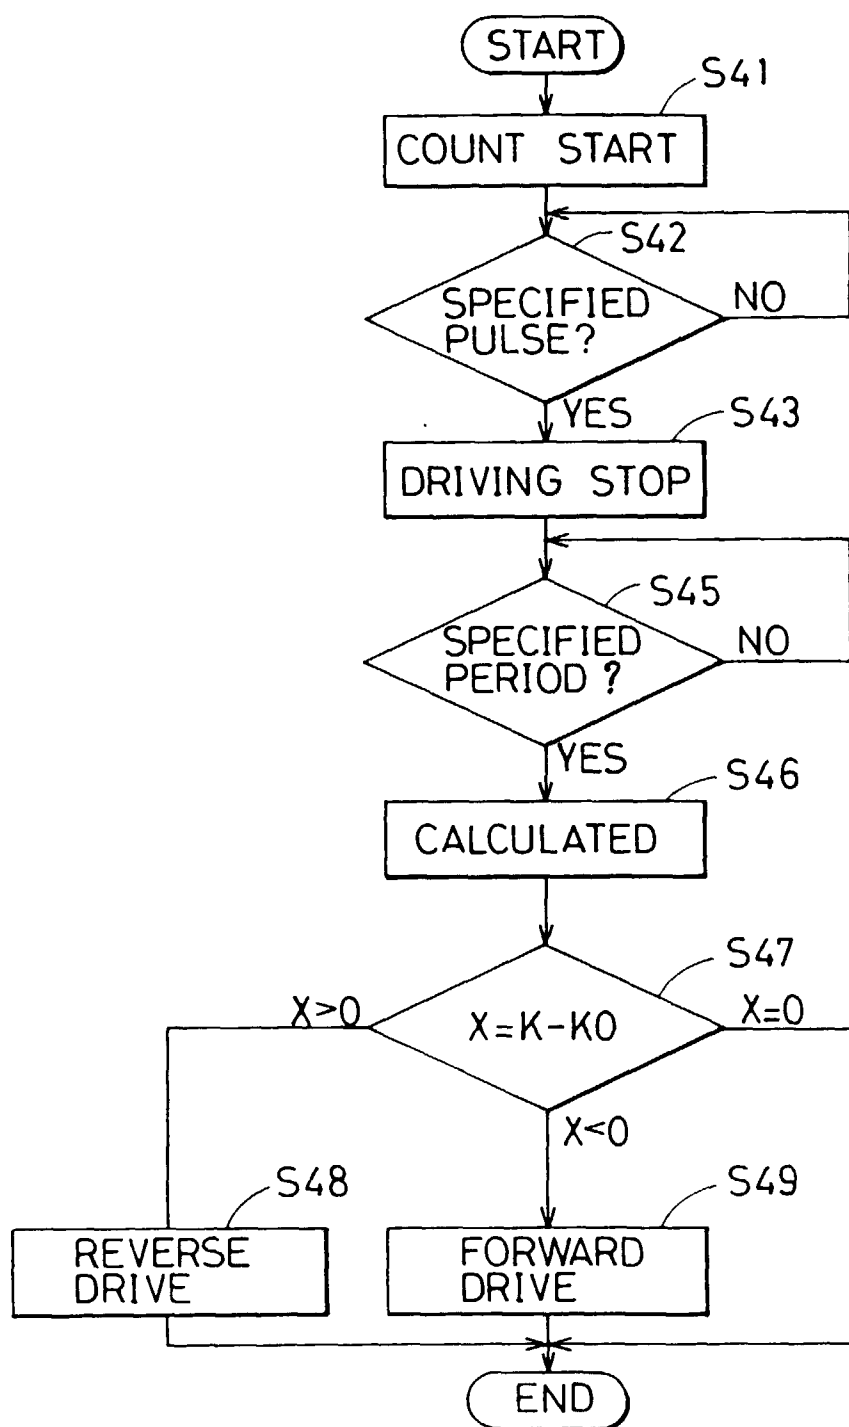 START
S41
COUNT START
S42
SPECIFIED
PULSE?
NO
YES
S43
DRIVING STOP
S45
SPECIFIED
PERIOD?
NO
YES
S46
CALCULATED
S47
X>0
X=K-K0
X=0
X<0
S48
REVERSE
DRIVE
S49
FORWARD
DRIVE
END